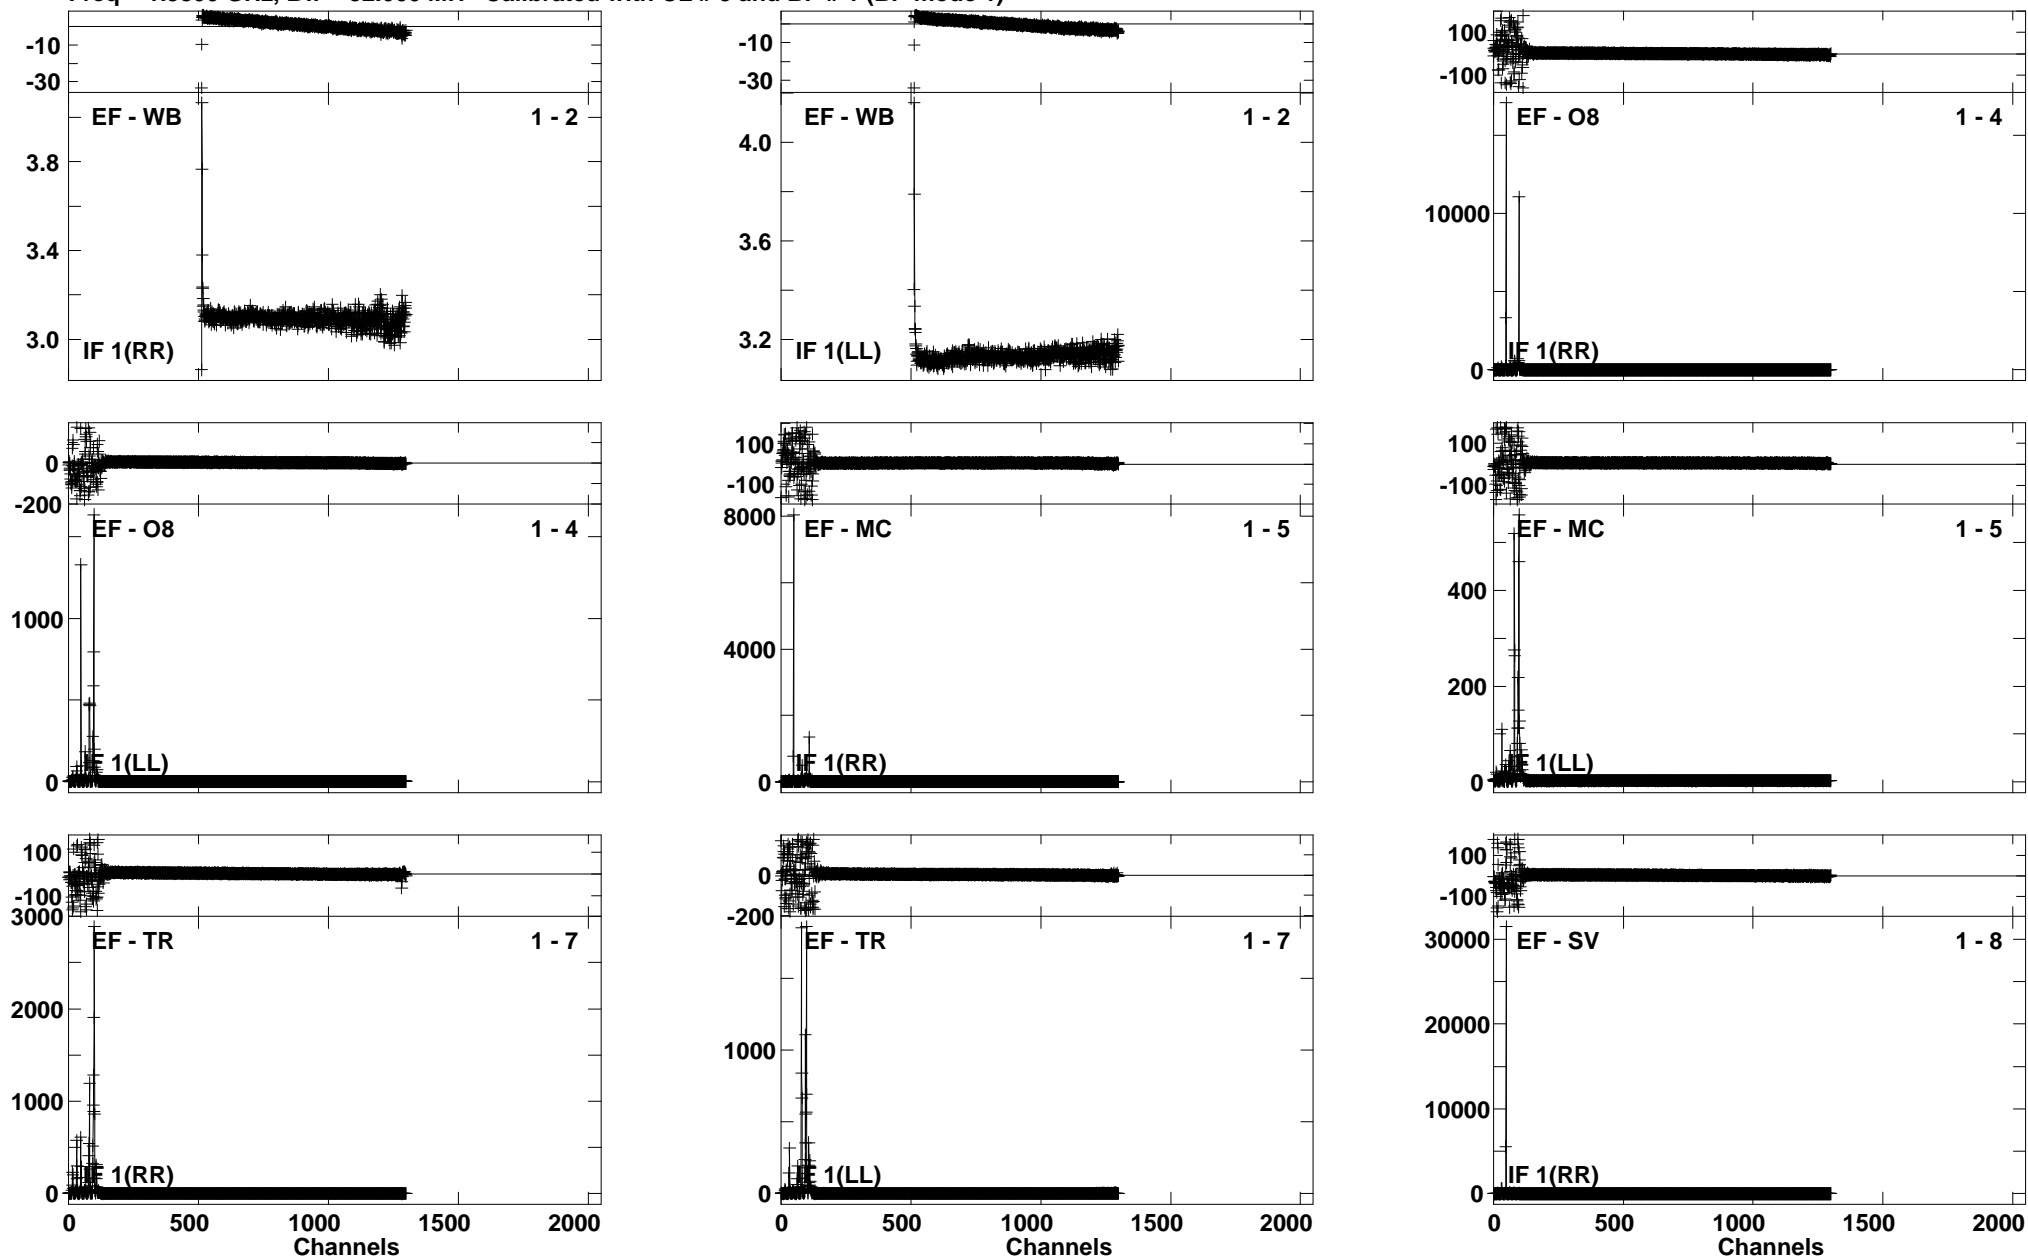 -10
-30
EF - WB 1 - 2
3.8
3.4
3.0
IF 1(RR)
-10
-30
EF - WB 1 - 2
4.0
3.6
3.2
IF 1(LL)
100
-100
EF - O8 1 - 4
10000
0
IF 1(RR)
0
-200
EF - O8 1 - 4
1000
0
IF 1(LL)
100
-100
8000
EF - MC 1 - 5
4000
0
IF 1(RR)
100
-100
EF - MC 1 - 5
400
200
0
IF 1(LL)
100
-100
3000
EF - TR 1 - 7
2000
1000
0
IF 1(RR)
0 500 1000 1500 2000
Channels
0
-200
EF - TR 1 - 7
1000
0
IF 1(LL)
0 500 1000 1500 2000
Channels
100
-100
EF - SV 1 - 8
30000
20000
10000
0
IF 1(RR)
0 500 1000 1500 2000
Channels